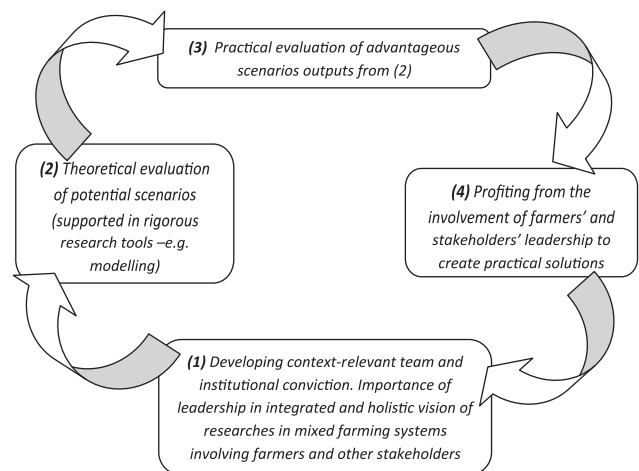 (3) Practical evaluation of advantageous
scenarios outputs from (2)
(2) Theoretical evaluation
of potential scenarios
(supported in rigorous
research tools –e.g.
modelling)
(4) Profiting from the
involvement of farmers’ and
stakeholders’ leadership to
create practical solutions
(1) Developing context-relevant team and
institutional conviction. Importance of
leadership in integrated and holistic vision of
researches in mixed farming systems
involving farmers and other stakeholders